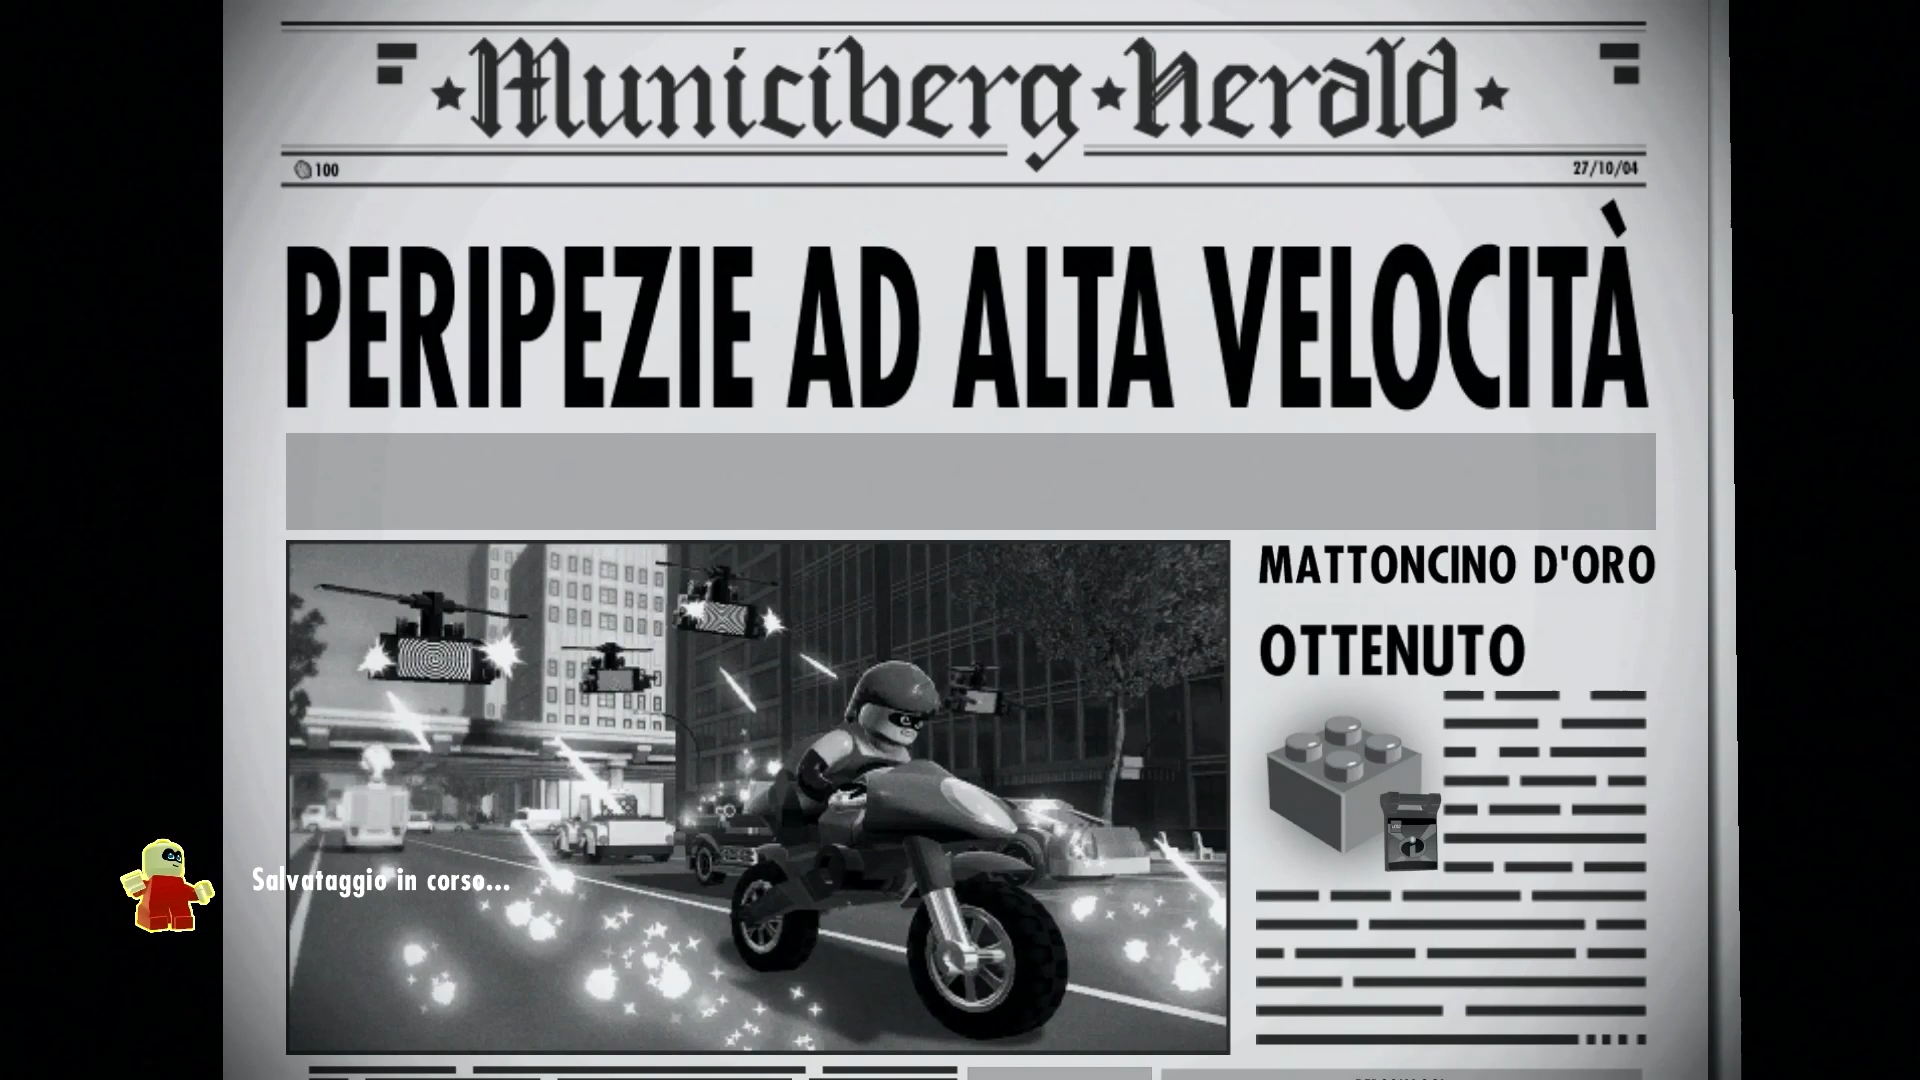 Municiberg Herald
100
27/10/04
PERIPEZIE AD ALTA VELOCITÀ
MATTONCINO D'ORO
OTTENUTO
Salvataggio in corso...